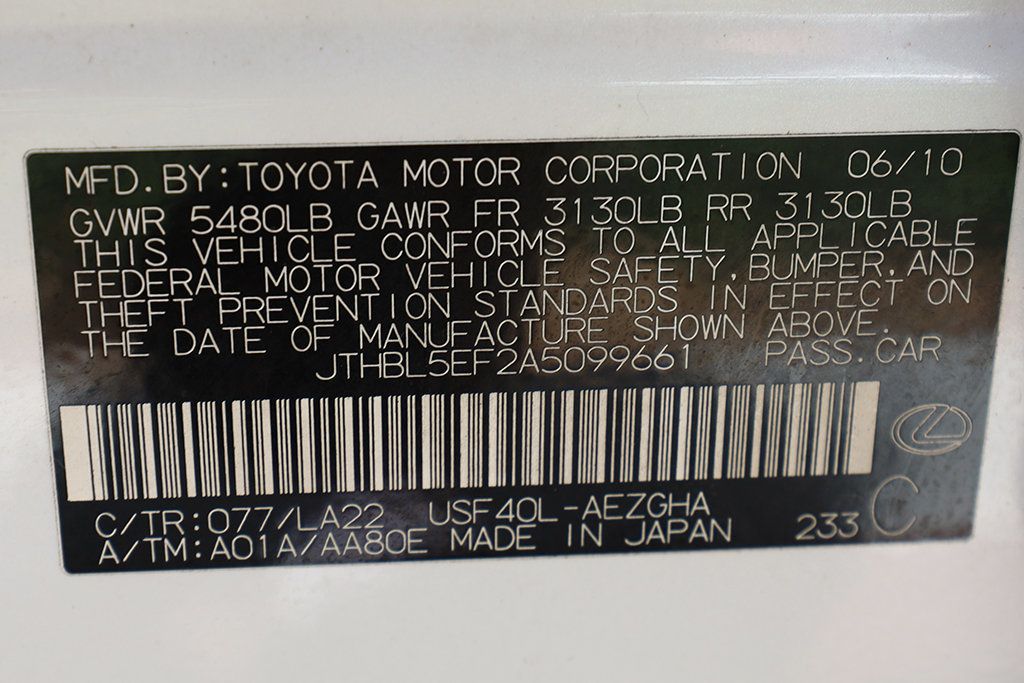 MFD.BY:TOYOTA MOTOR CORPORATION 06/10
GVWR 5480LB GAWR FR 3130LB RR 3130LB
THIS VEHICLE CONFORMS TO ALL APPLICABLE
FEDERAL MOTOR VEHICLE SAFETY,BUMPER,AND
THEFT PREVENTION STANDARDS IN EFFECT ON
THE DATE OF MANUFACTURE SHOWN ABOVE.
JTHBL5EF2A5099661 PASS.CAR
C/TR:077/LA22 USF40L-AEZGHA
A/TM:A01A/AA80E MADE IN JAPAN 233 C